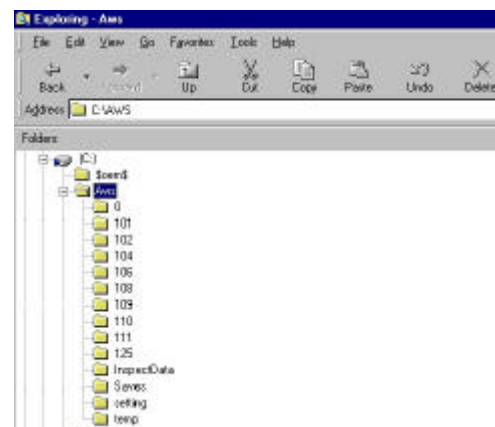 Exploring - Aws
File Edit View Go Favorites Tools Help
Back Forward Up Cut Copy Paste Undo Delete
Address C:\AWS
Folders
(C:)
$oem$
Aws
0
101
102
104
106
108
109
110
111
125
InspectData
Saves
setting
temp